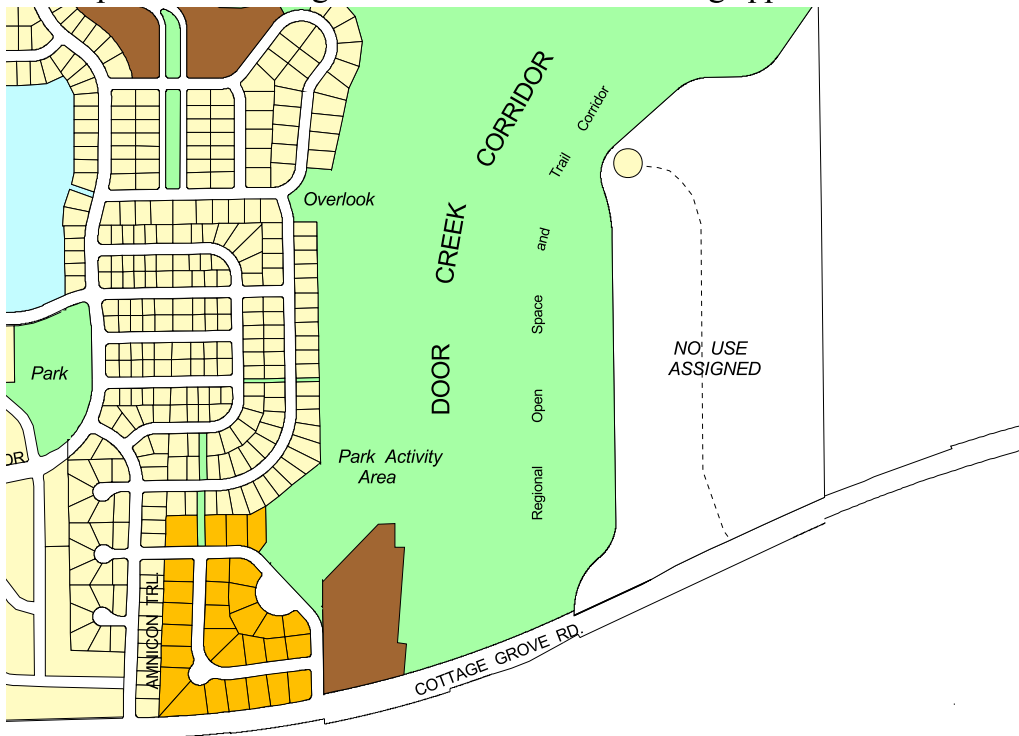 CORRIDOR
Corridor
Trail
Overlook
CREEK
and
Space
NO USE
ASSIGNED
Park
DOOR
Open
Park Activity
Area
Regional
OR.
AMNICON TRL.
COTTAGE GROVE RD.